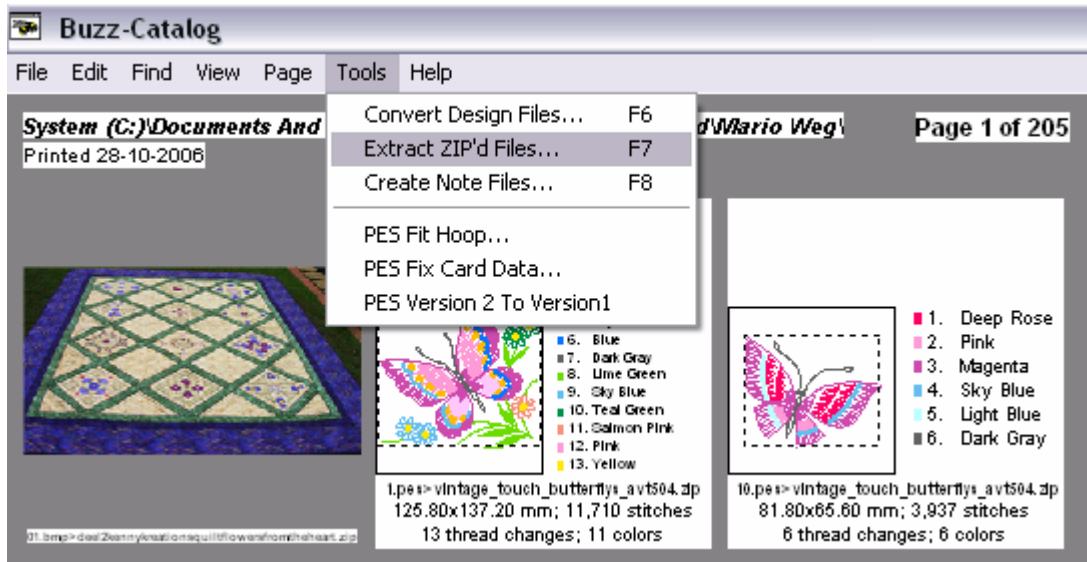 Buzz-Catalog
File Edit Find View Page Tools Help
Convert Design Files... F6
Extract ZIP'd Files... F7
Create Note Files... F8
PES Fit Hoop...
PES Fix Card Data...
PES Version 2 To Version1
System (C:)\Documents And d\Mario Weg\ Page 1 of 205
Printed 28-10-2006
01.bmp>
6. Blue
7. Dark Gray
8. Lime Green
9. Sky Blue
10. Teal Green
11. Salmon Pink
12. Pink
13. Yellow
1.pes>vintage_touch_butterflys_avt504.zip
125.80x137.20 mm; 11,710 stitches
13 thread changes; 11 colors
1. Deep Rose
2. Pink
3. Magenta
4. Sky Blue
5. Light Blue
6. Dark Gray
10.pes>vintage_touch_butterflys_avt504.zip
81.80x65.60 mm; 3,937 stitches
6 thread changes; 6 colors